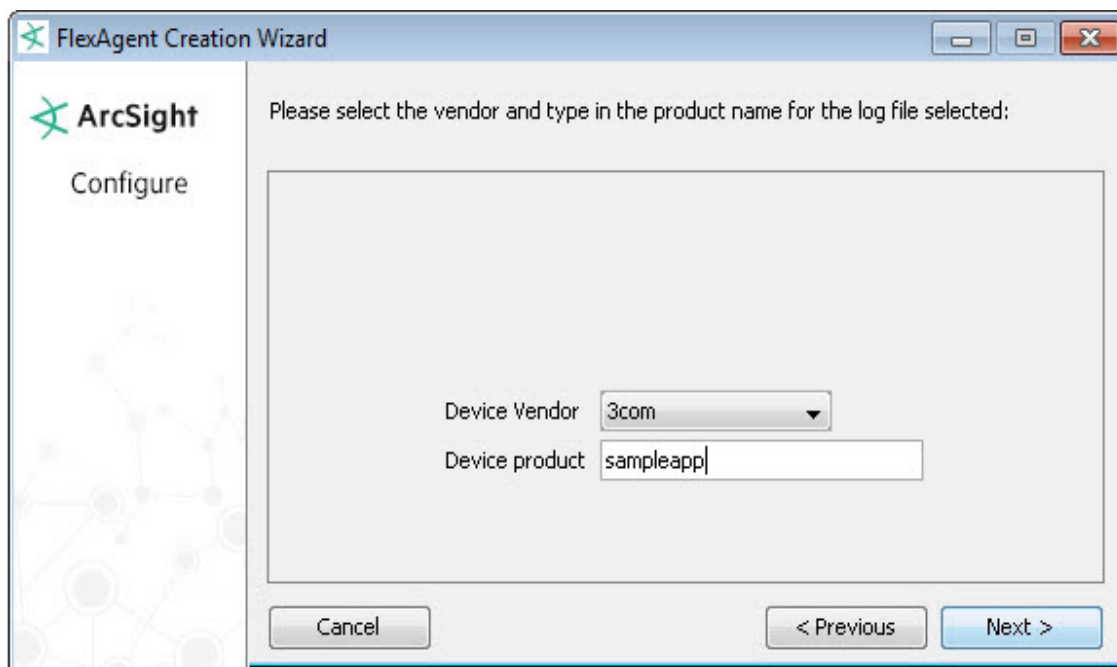 FlexAgent Creation Wizard
ArcSight
Configure
Please select the vendor and type in the product name for the log file selected:
Device Vendor 3com
Device product sampleapp
Cancel < Previous Next >